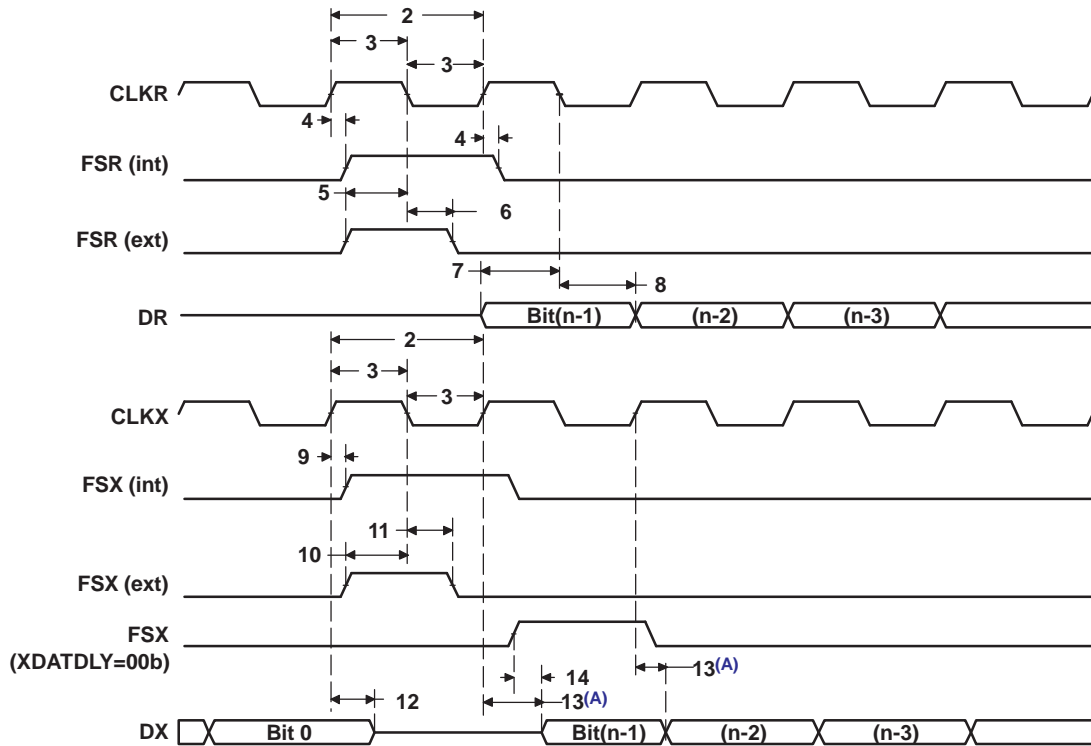 2
3
3
CLKR
4
4
FSR (int)
5
6
FSR (ext)
7
8
DR
Bit(n-1)
(n-2)
(n-3)
2
3
3
CLKX
9
FSX (int)
11
10
FSX (ext)
FSX
(XDATDLY=00b)
14
13(A)
12
13(A)
DX
Bit 0
Bit(n-1)
(n-2)
(n-3)